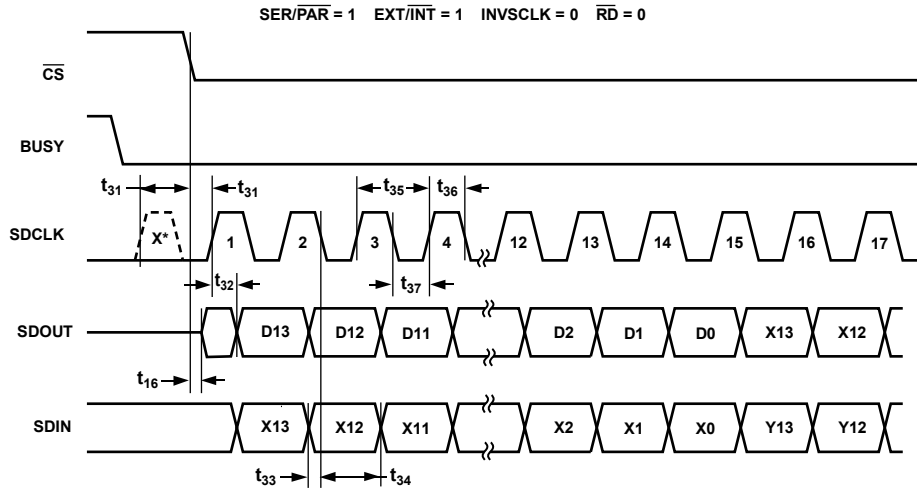 SER/PAR = 1 EXT/INT = 1 INVSCLK = 0 RD = 0
CS
BUSY
t31 t31 t35 t36
SDCLK X* 1 2 3 4 12 13 14 15 16 17
t32 t37
SDOUT D13 D12 D11 D2 D1 D0 X13 X12
t16
SDIN X13 X12 X11 X2 X1 X0 Y13 Y12
t33 t34